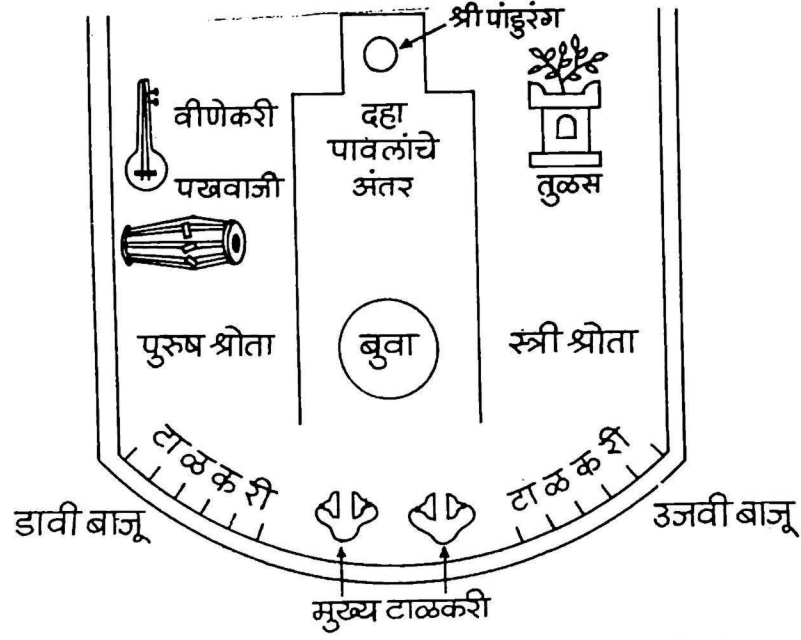 श्री पांडुरंग
वीणेकरी
दहा
पावलांचे
अंतर
पखवाजी
तुळस
पुरुष श्रोता
बुवा
स्त्री श्रोता
टाळकरी
टाळकरी
डावी बाजू
उजवी बाजू
मुख्य टाळकरी